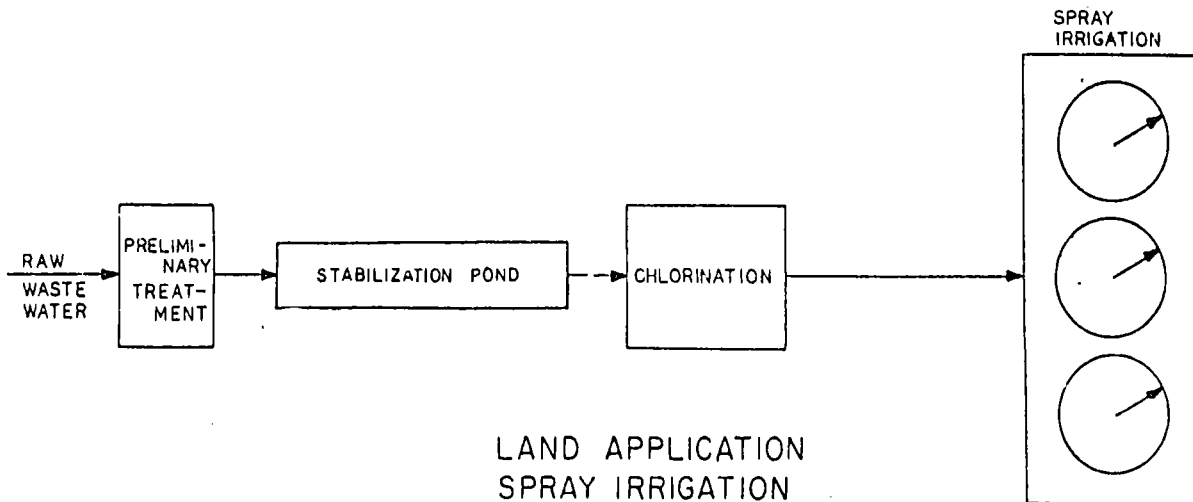 SPRAY
IRRIGATION
RAW
WASTE
WATER
PRELIMI-
NARY
TREAT-
MENT
STABILIZATION POND
CHLORINATION
LAND APPLICATION
SPRAY IRRIGATION